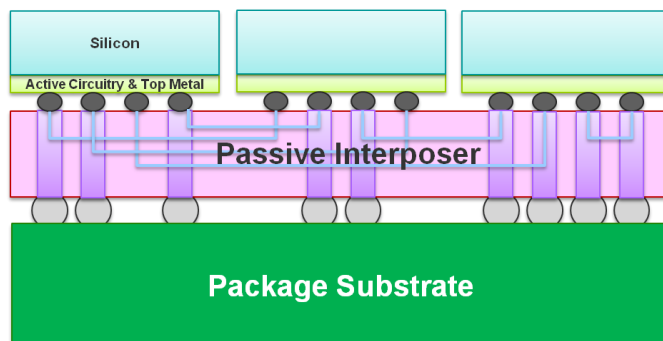 Silicon
Active Circuitry & Top Metal
Passive Interposer
Package Substrate